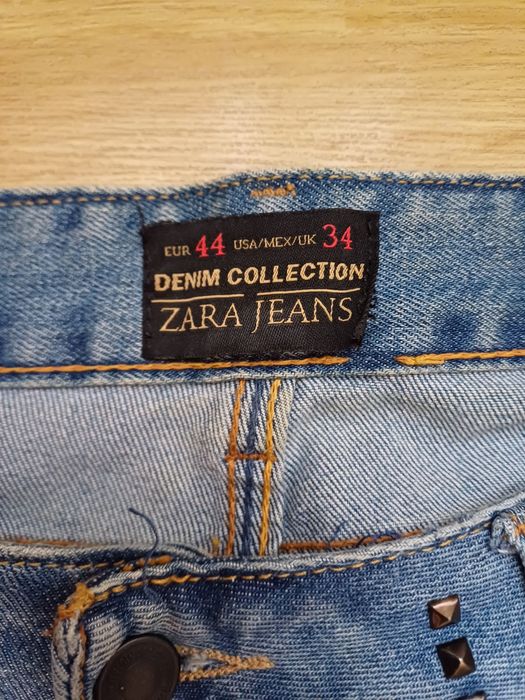 EUR 44 USA/MEX/UK 34
DENIM COLLECTION
ZARA JEANS